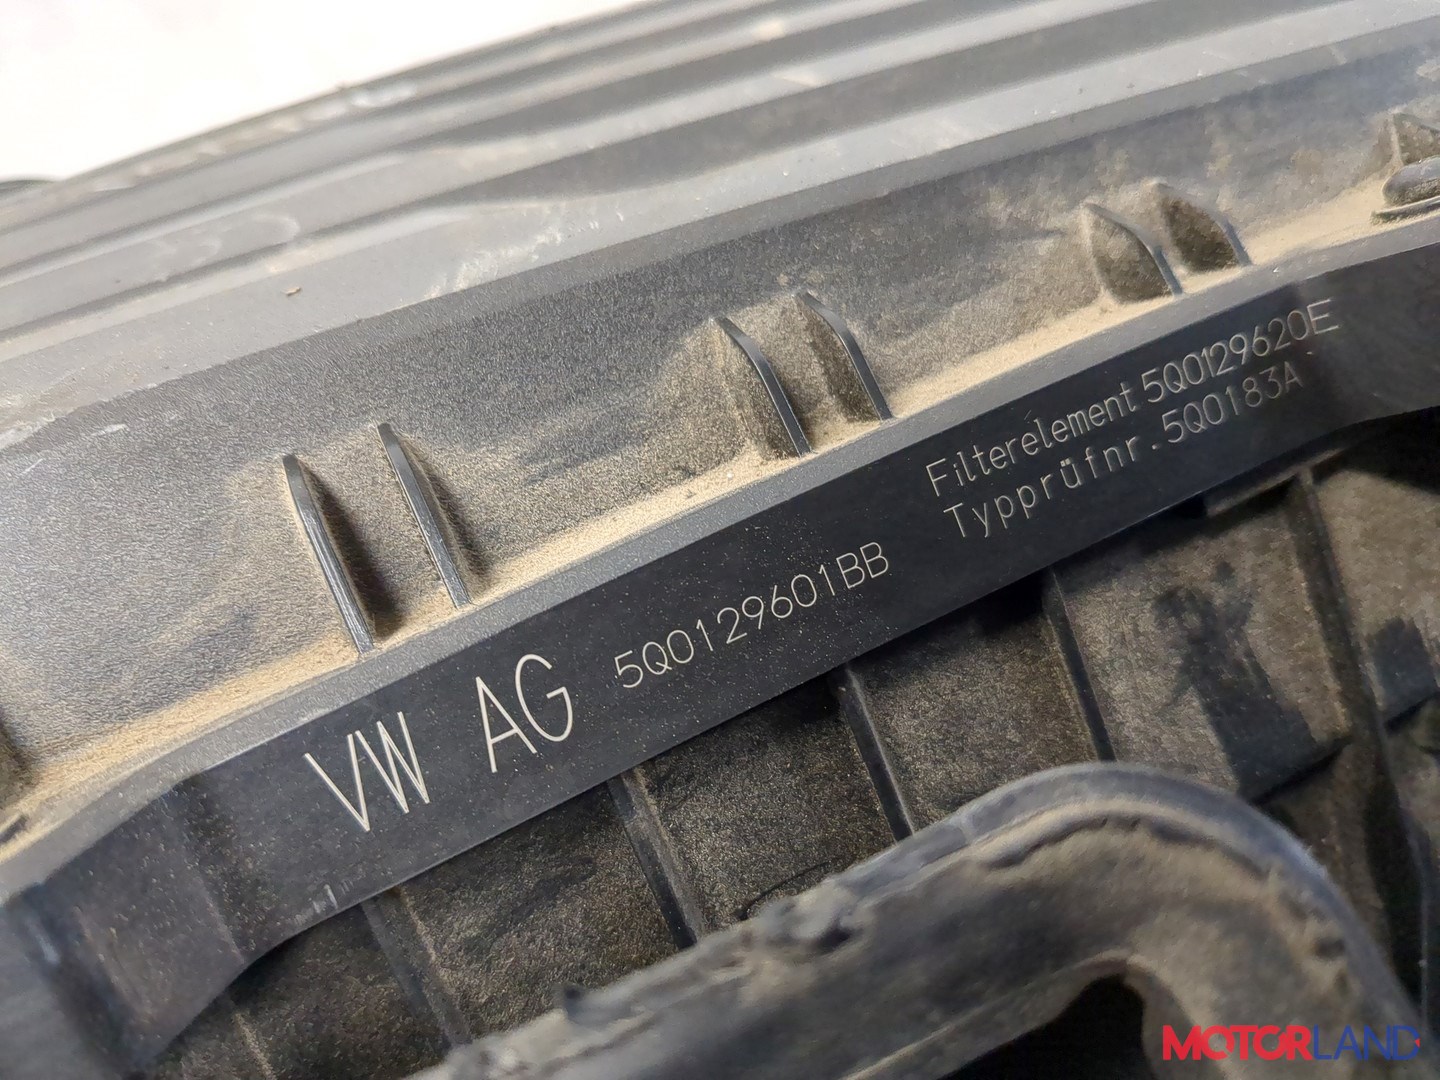 Filterelement 5Q0129620E
Typprüfnr.5Q0183A
VW AG 5Q0129601BB
MOTORLAND